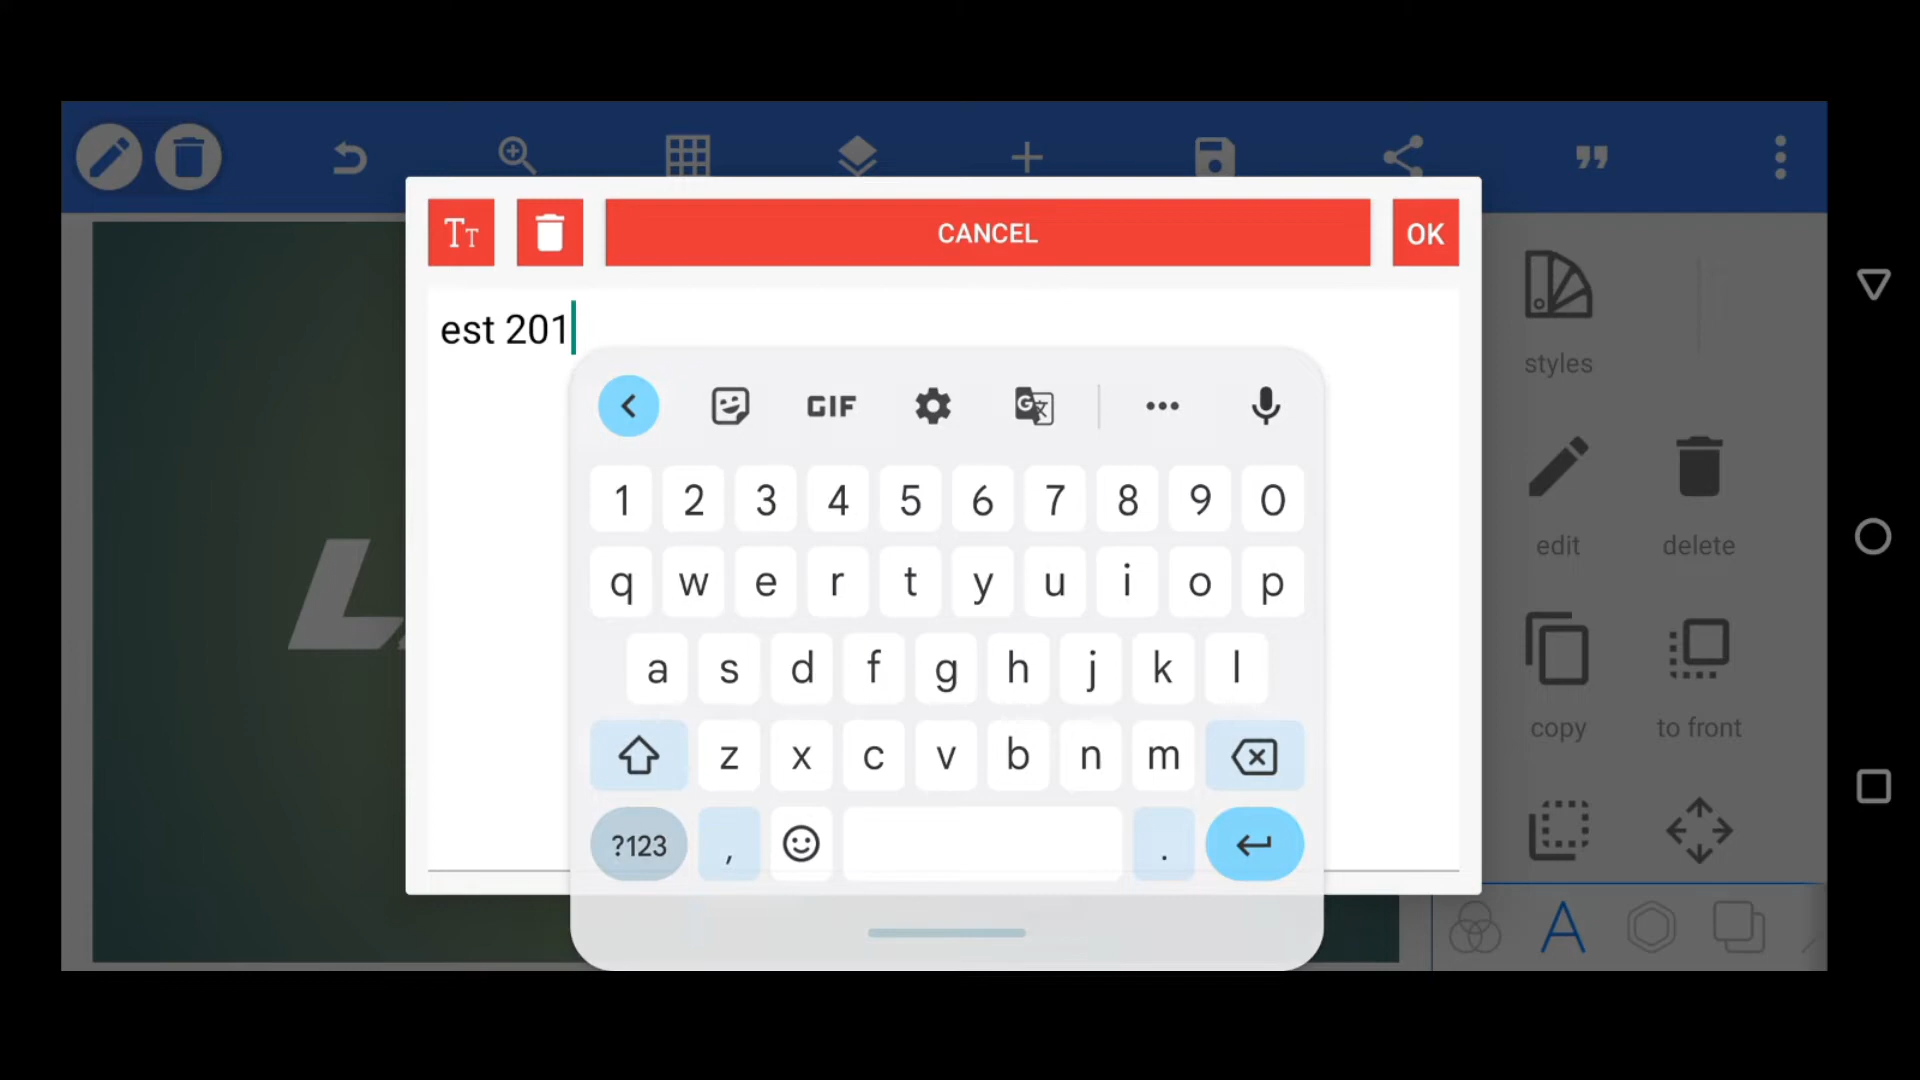 CANCEL
OK
est 201
styles
edit
delete
copy
to front
GIF
1 2 3 4 5 6 7 8 9 0
q w e r t y u i o p
a s d f g h j k l
z x c v b n m
?123 , .